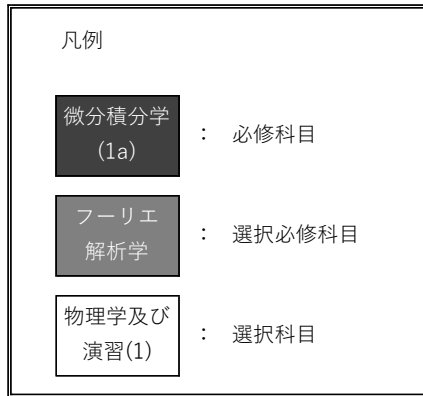 凡例
微分積分学
(1a)
： 必修科目
フーリエ
解析学
： 選択必修科目
物理学及び
演習(1)
： 選択科目